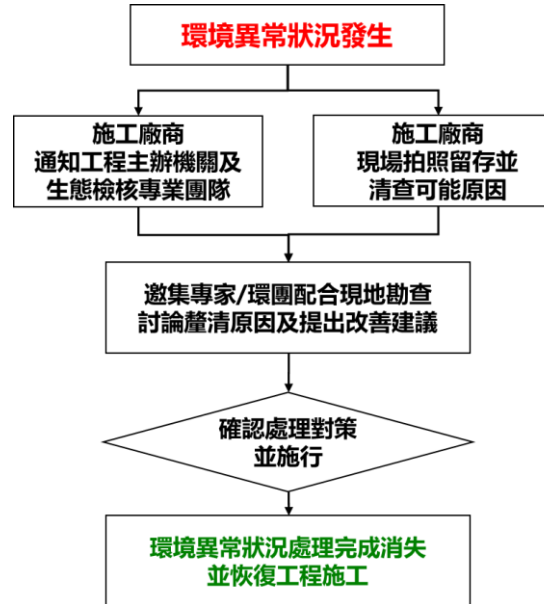 環境異常狀況發生
施工廠商
通知工程主辦機關及
生態檢核專業團隊
施工廠商
現場拍照留存並
清查可能原因
邀集專家/環團配合現地勘查
討論釐清原因及提出改善建議
確認處理對策
並施行
環境異常狀況處理完成消失
並恢復工程施工